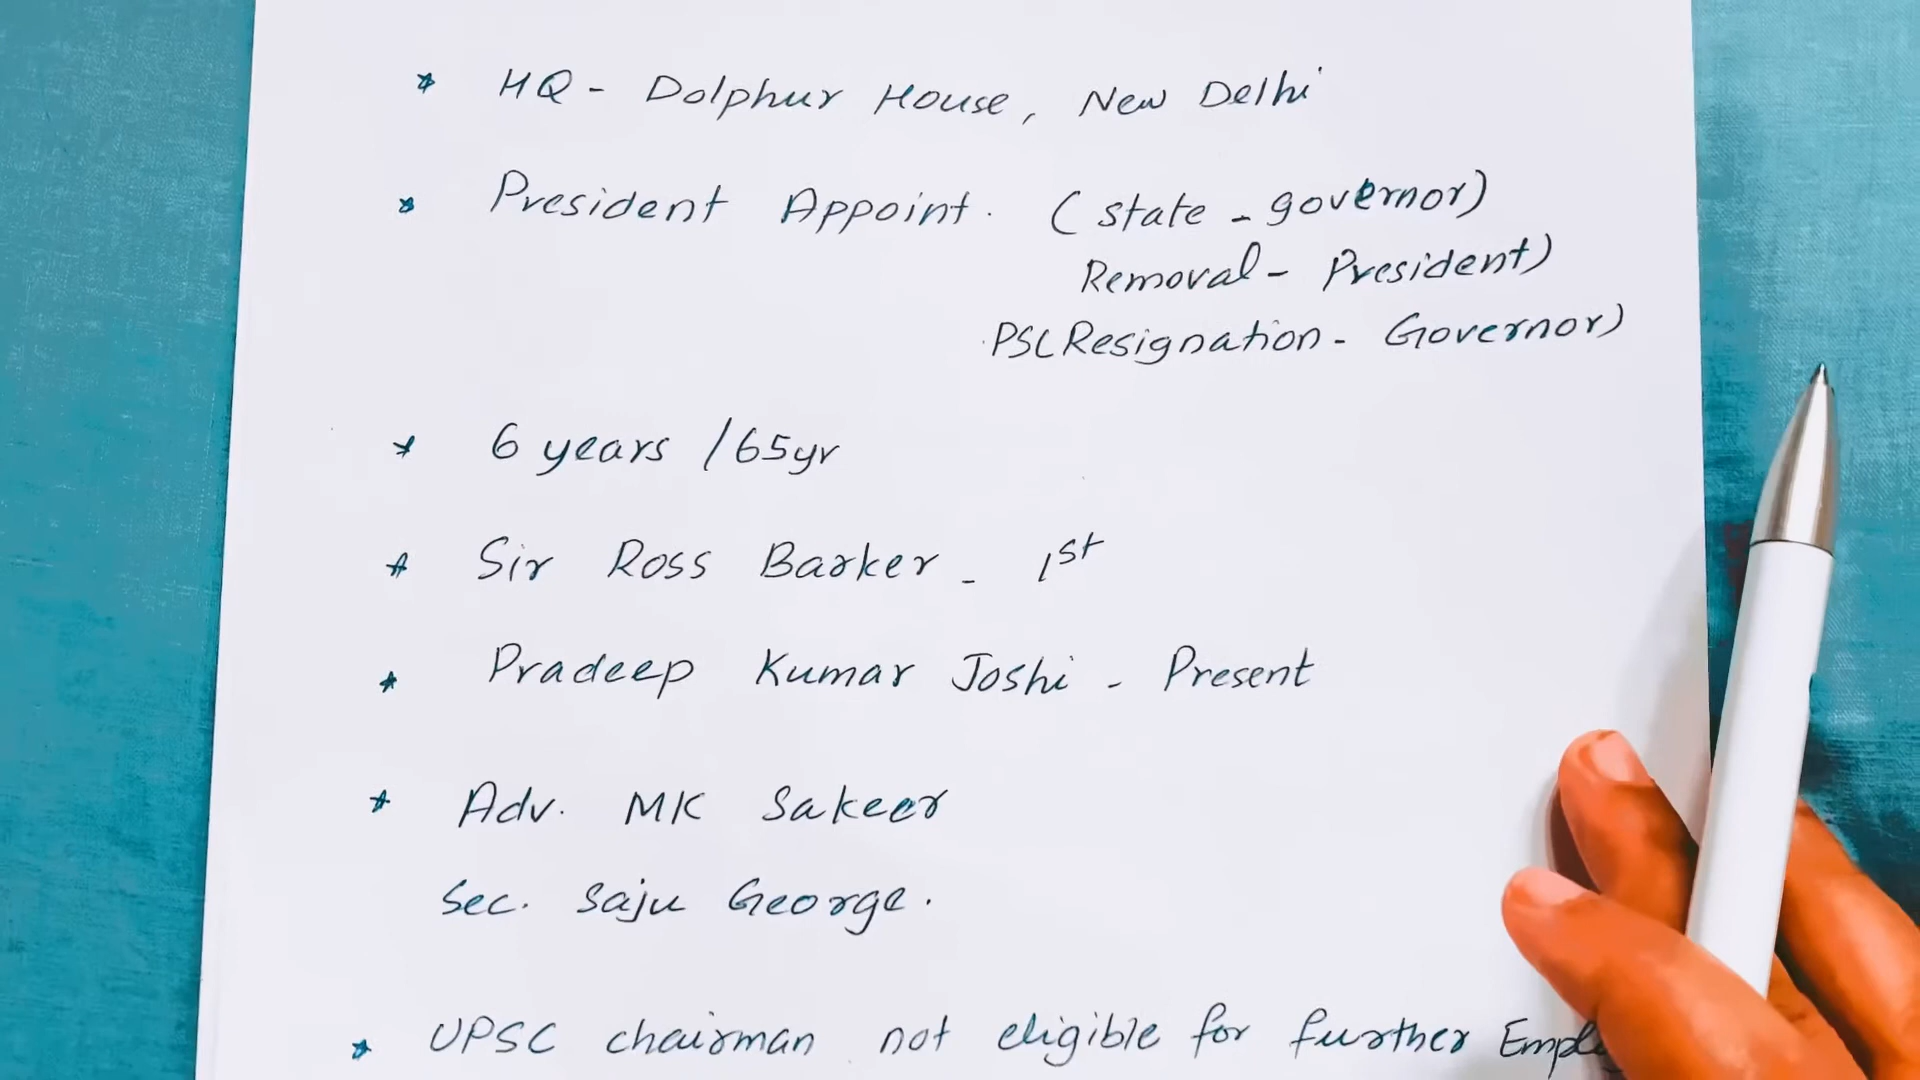 * HQ - Dolphur House, New Delhi
* President Appoint. (state - governor)
Removal - President)
PSC Resignation - Governor)
* 6 years /65yr
* Sir Ross Barker - 1st
* Pradeep Kumar Joshi - Present
* Adv. MK Sakeer
Sec. Saju George.
* UPSC chairman not eligible for further